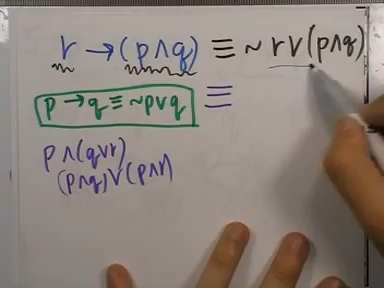 r → (p ∧ q) ≡ ~ r ∨ (p ∧ q)
p → q ≡ ~p ∨ q ≡
p ∧ (q ∨ r)
(p ∧ q) ∨ (p ∧ r)